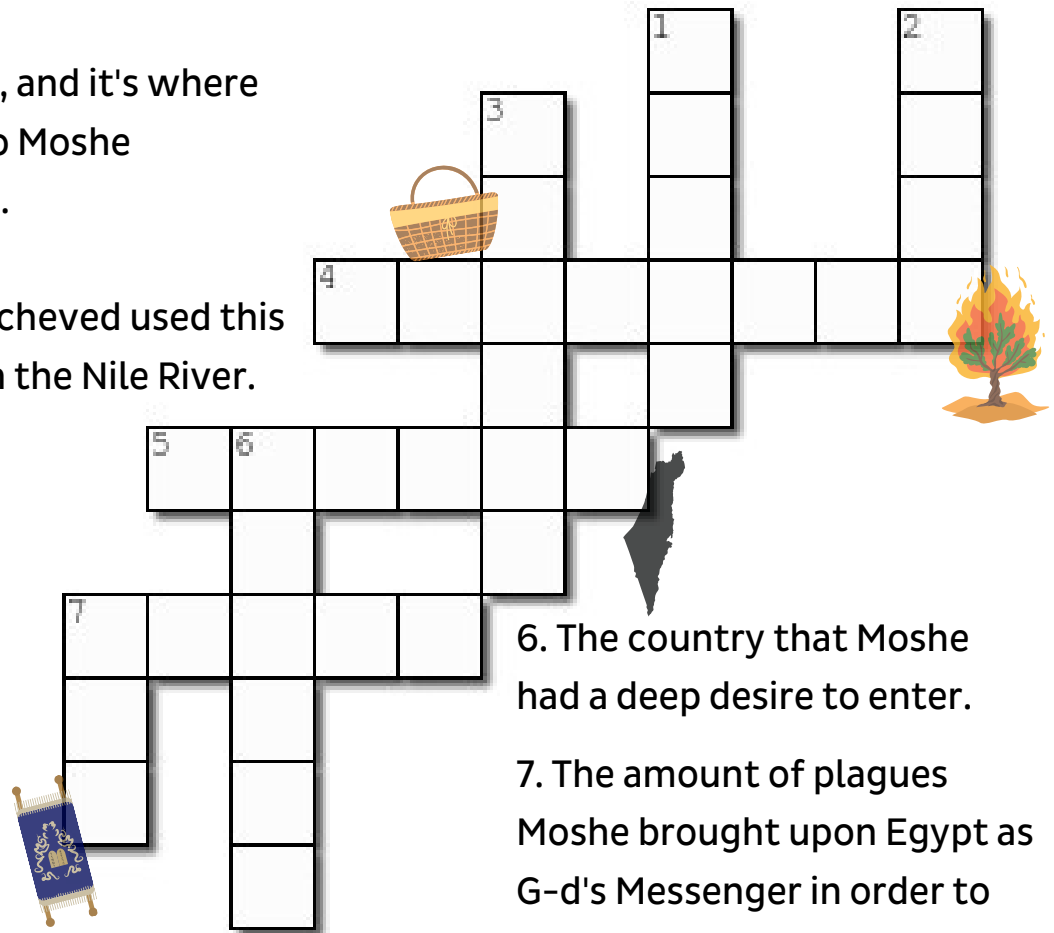 1
2
, and it's where
3
o Moshe
.
4
cheved used this
n the Nile River.
5 6
7
6. The country that Moshe
had a deep desire to enter.
7. The amount of plagues
Moshe brought upon Egypt as
G-d's Messenger in order to